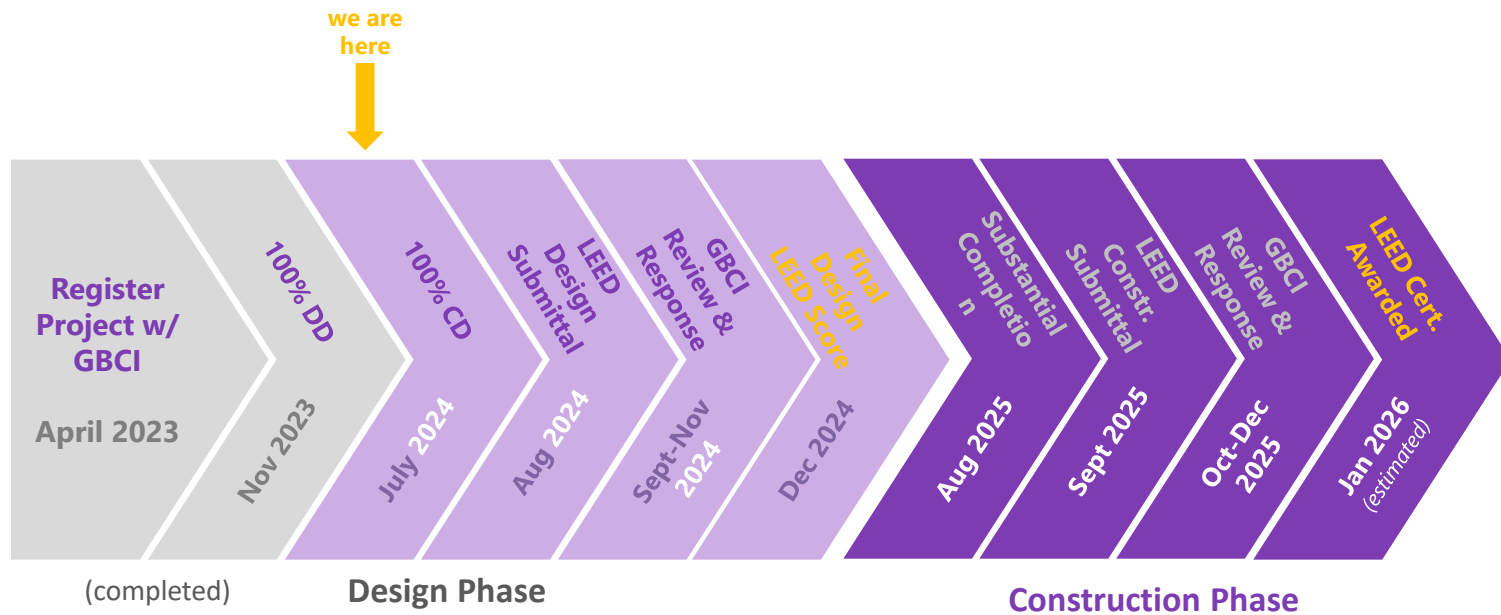 we are
here
Register
Project w/
GBCI
April 2023
100% DD
Nov 2023
100% CD
July 2024
LEED
Design
Submittal
Aug 2024
GBCI
Review &
Response
Sept-Nov
2024
Final
Design
LEED Score
Dec 2024
Substantial
Completio
n
Aug 2025
LEED
Constr.
Submittal
Sept 2025
GBCI
Review &
Response
Oct-Dec
2025
LEED Cert.
Awarded
Jan 2026
(estimated)
(completed)
Design Phase
Construction Phase